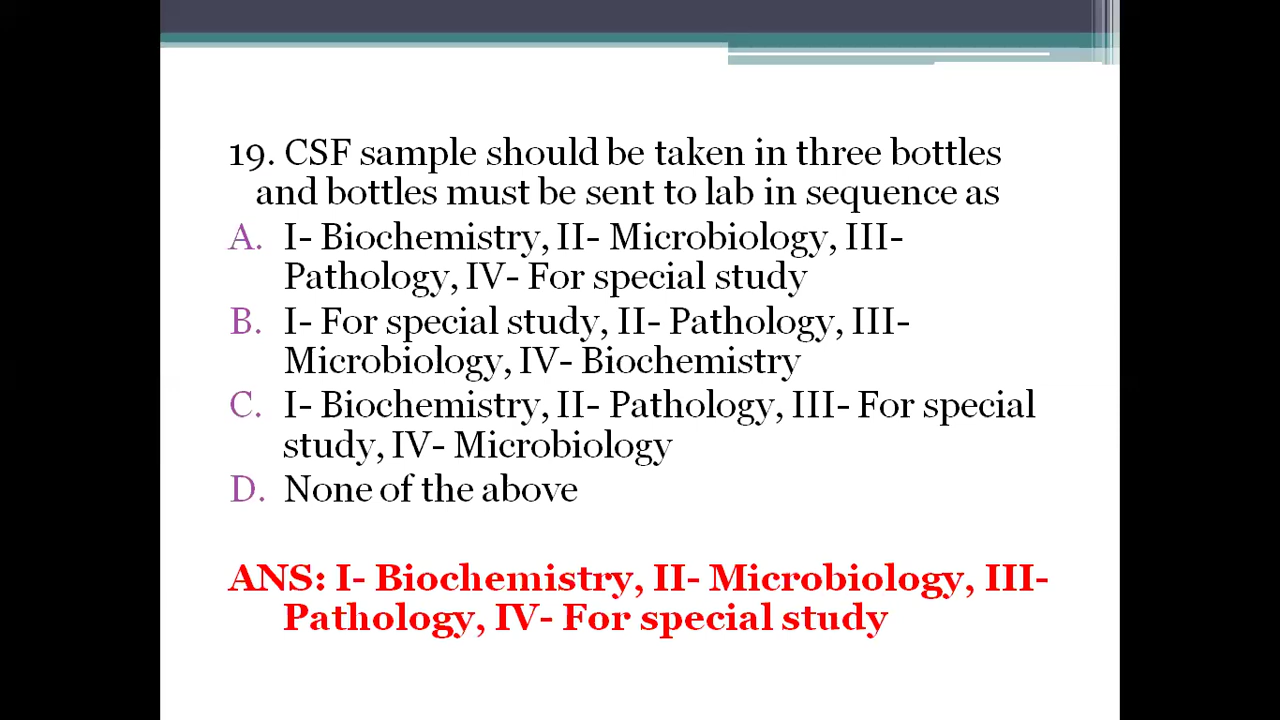 19. CSF sample should be taken in three bottles
and bottles must be sent to lab in sequence as
A. I- Biochemistry, II- Microbiology, III-
Pathology, IV- For special study
B. I- For special study, II- Pathology, III-
Microbiology, IV- Biochemistry
C. I- Biochemistry, II- Pathology, III- For special
study, IV- Microbiology
D. None of the above
ANS: I- Biochemistry, II- Microbiology, III-
Pathology, IV- For special study